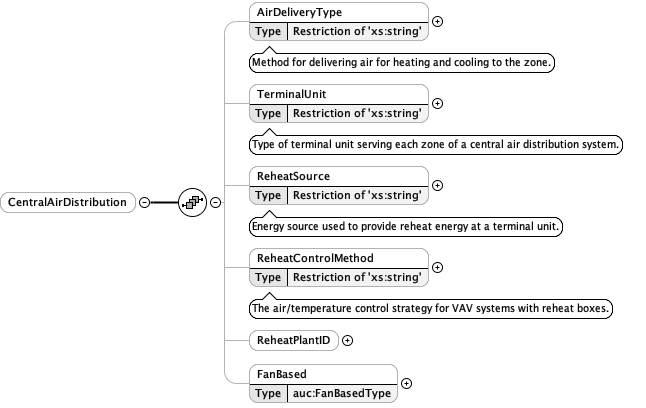 AirDeliveryType
Type Restriction of 'xs:string'
Method for delivering air for heating and cooling to the zone.
TerminalUnit
Type Restriction of 'xs:string'
Type of terminal unit serving each zone of a central air distribution system.
ReheatSource
Type Restriction of 'xs:string'
CentralAirDistribution
Energy source used to provide reheat energy at a terminal unit.
ReheatControlMethod
Type Restriction of 'xs:string'
The air/temperature control strategy for VAV systems with reheat boxes.
ReheatPlantID
FanBased
Type auc:FanBasedType